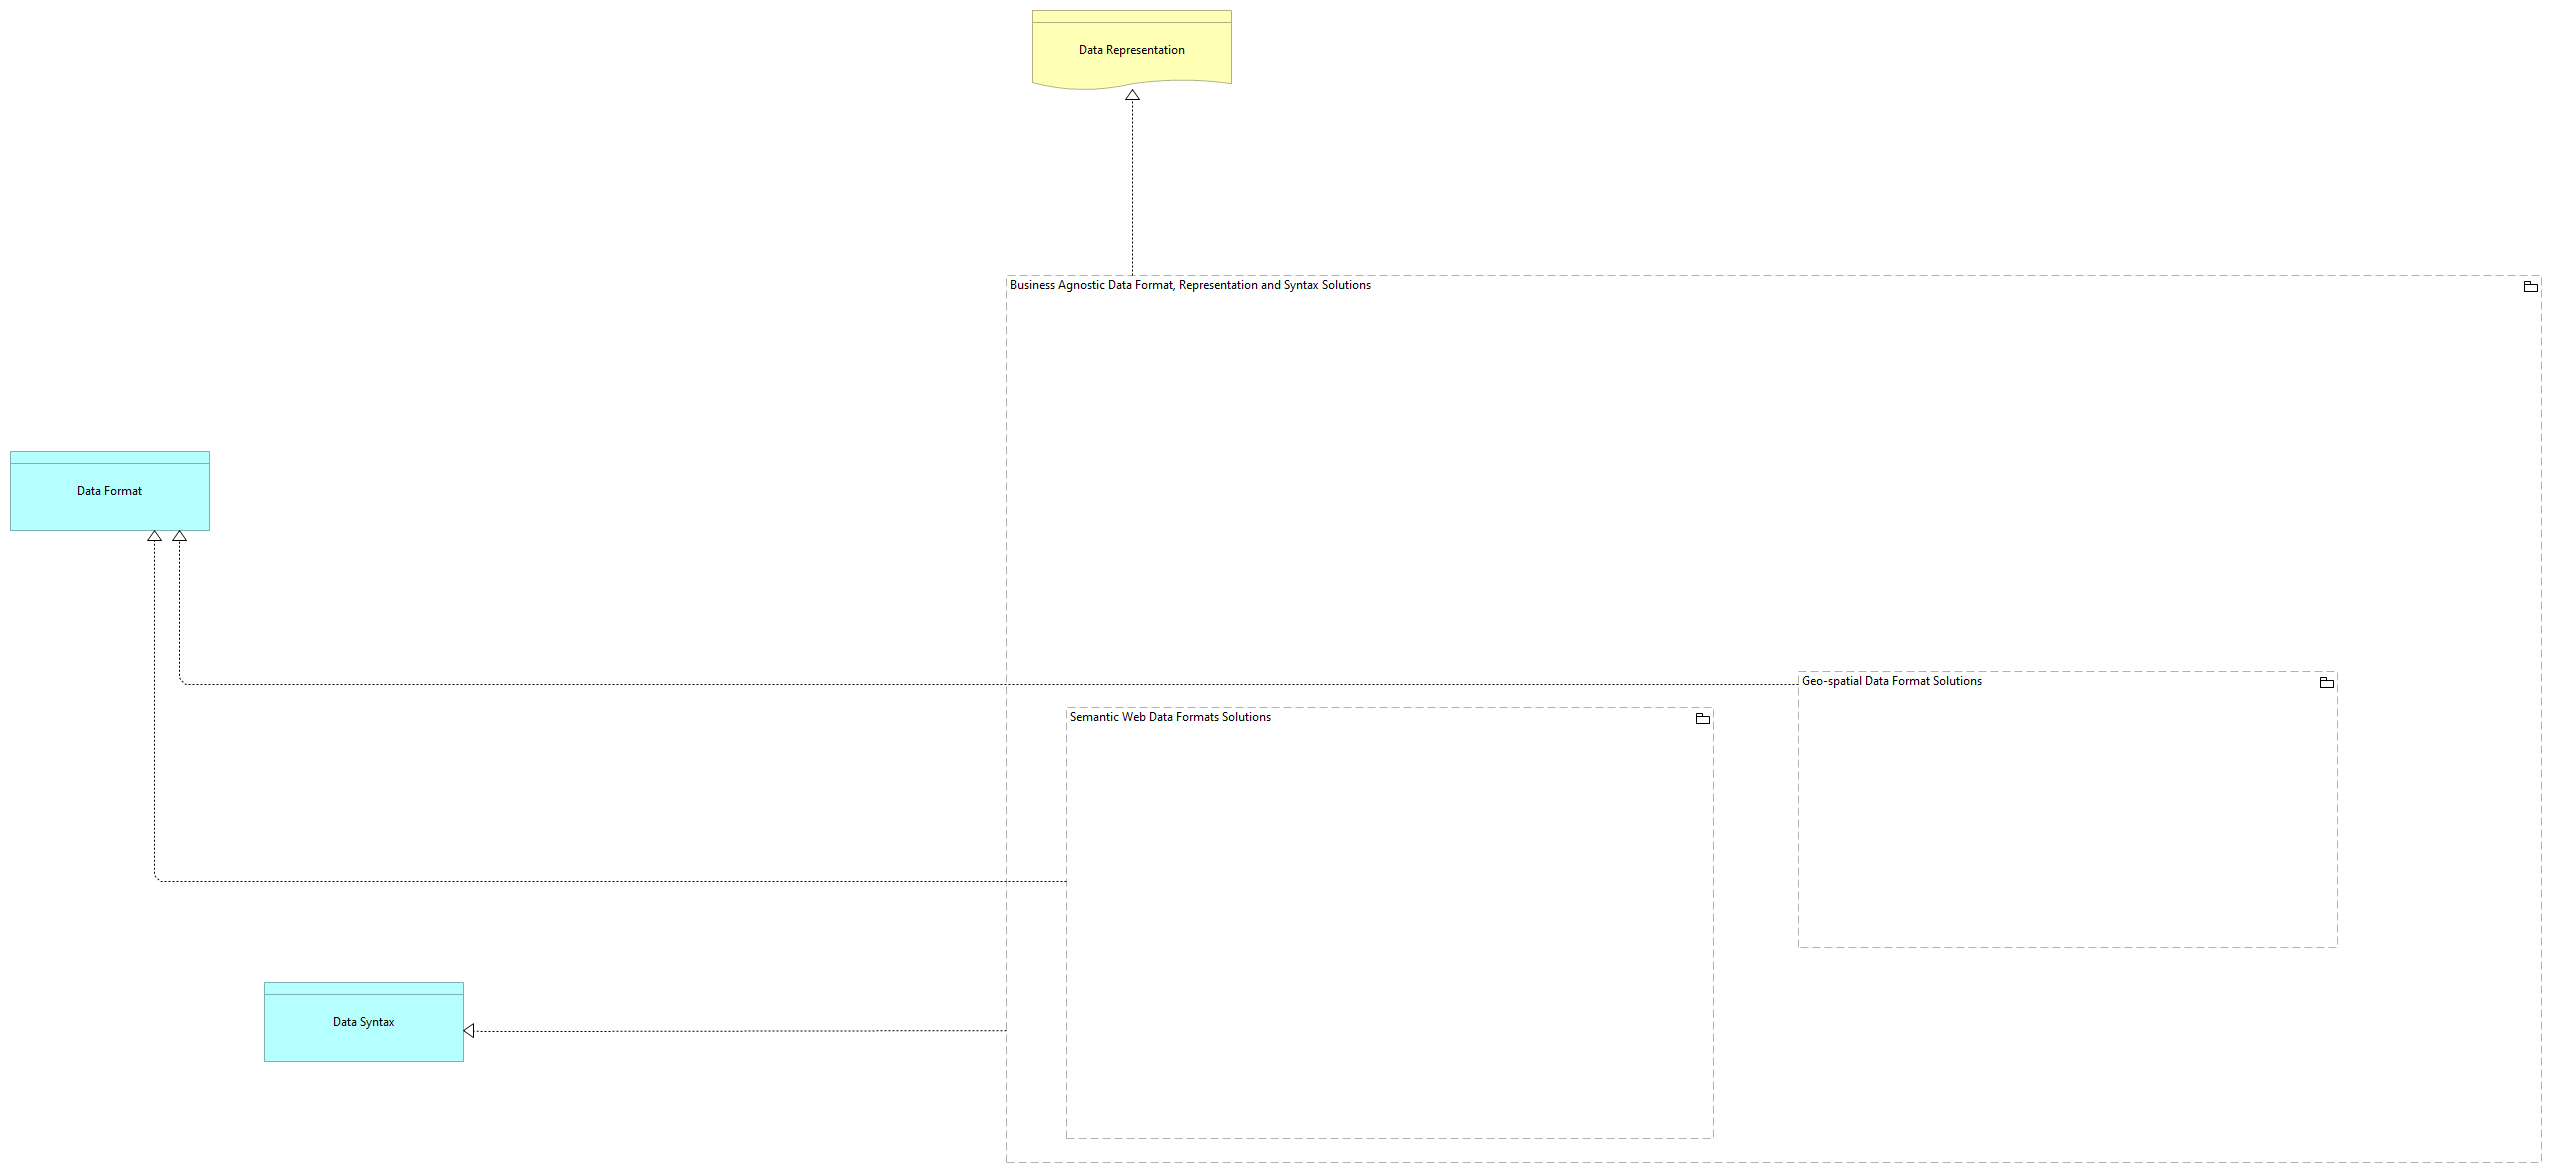 Data Representation
Business Agnostic Data Format, Representation and Syntax Solutions
Data Format
Geo-spatial Data Format Solutions
Semantic Web Data Formats Solutions
Data Syntax